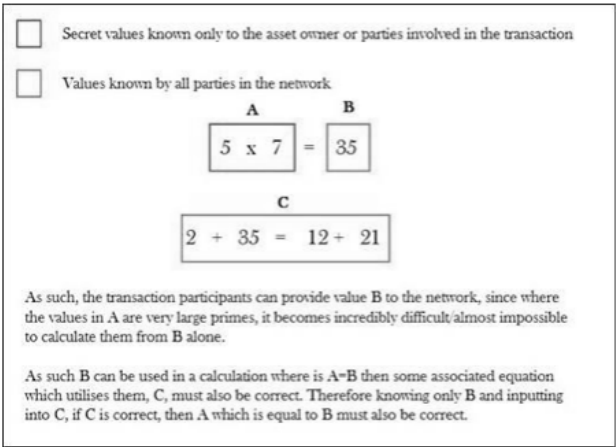 Secret values known only to the asset owner or parties involved in the transaction
Values known by all parties in the network
A B
5 x 7 = 35
C
2 + 35 = 12 + 21
As such, the transaction participants can provide value B to the network, since where
the values in A are very large primes, it becomes incredibly difficult/almost impossible
to calculate them from B alone.
As such B can be used in a calculation where is A=B then some associated equation
which utilises them, C, must also be correct. Therefore knowing only B and inputting
into C, if C is correct, then A which is equal to B must also be correct.